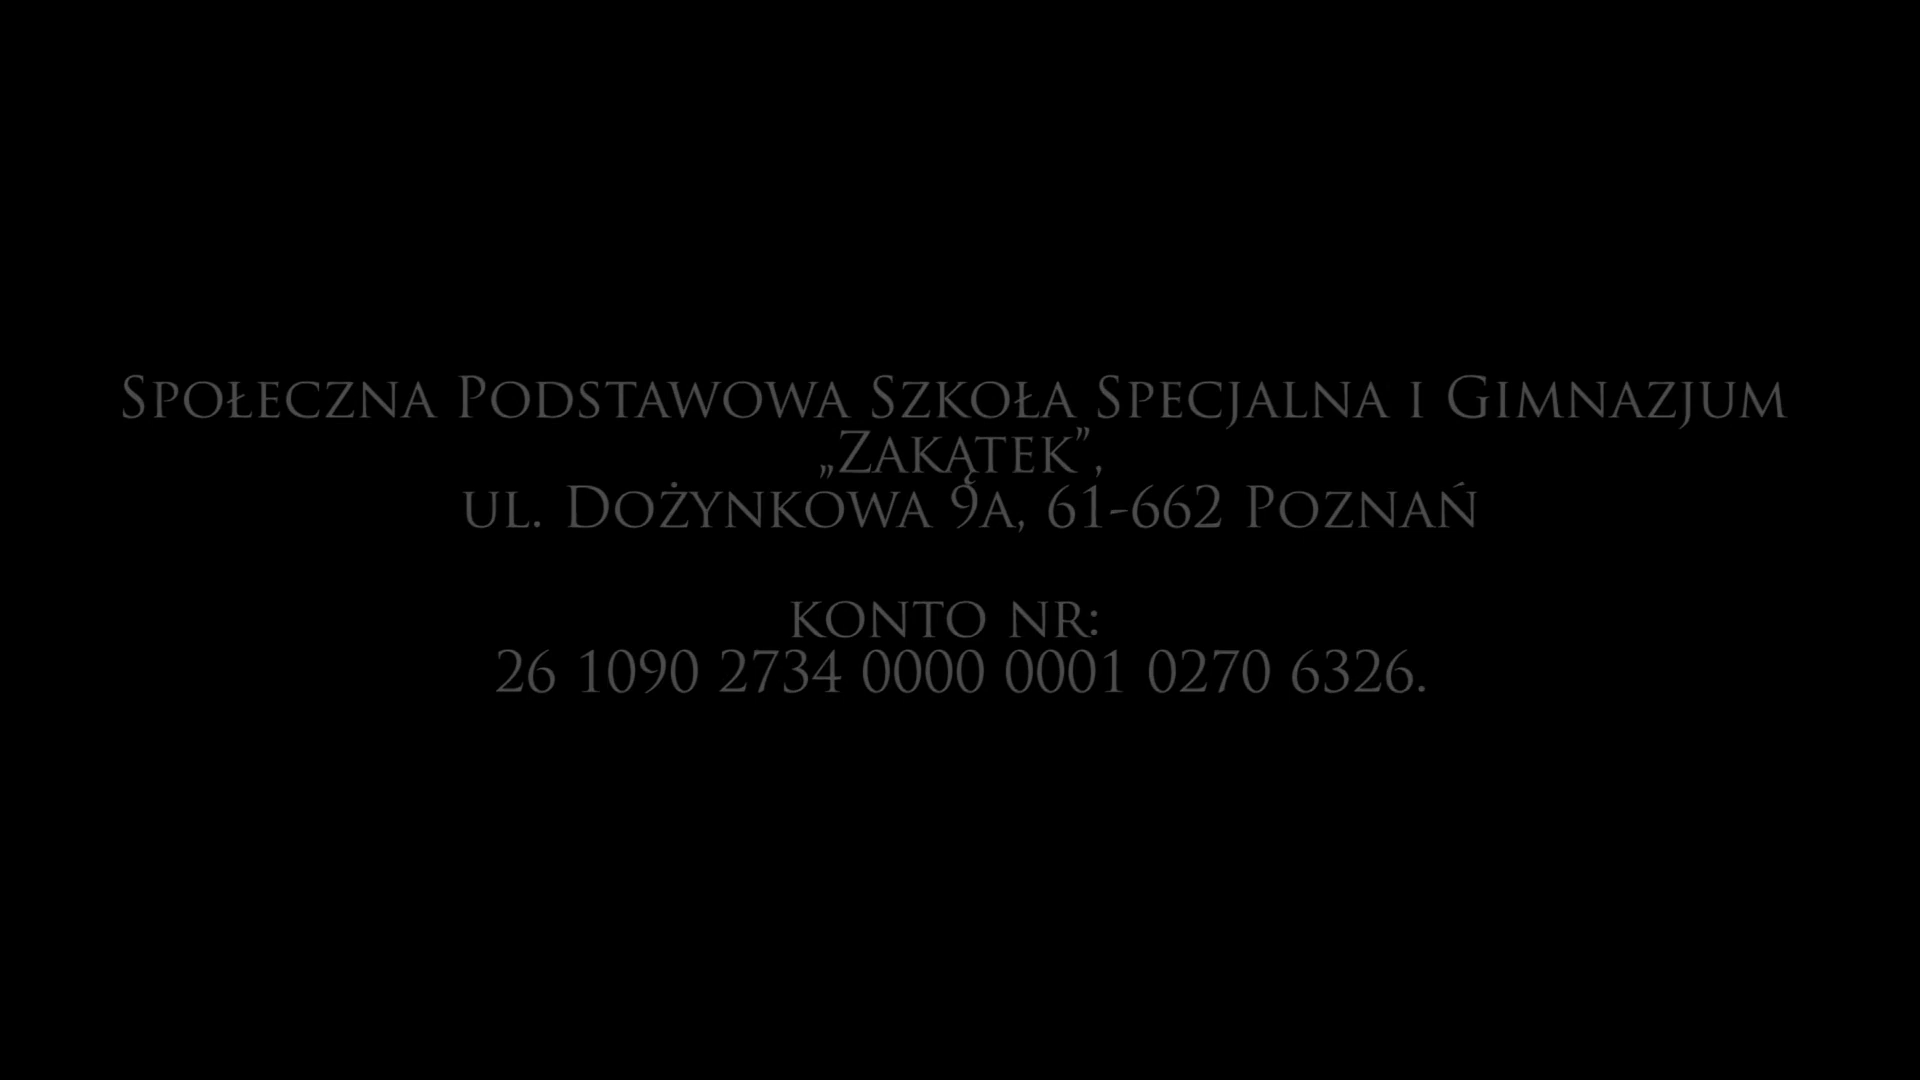 Społeczna Podstawowa Szkoła Specjalna i Gimnazjum
„Zakątek”,
ul. Dożynkowa 9a, 61-662 Poznań
konto nr:
26 1090 2734 0000 0001 0270 6326.